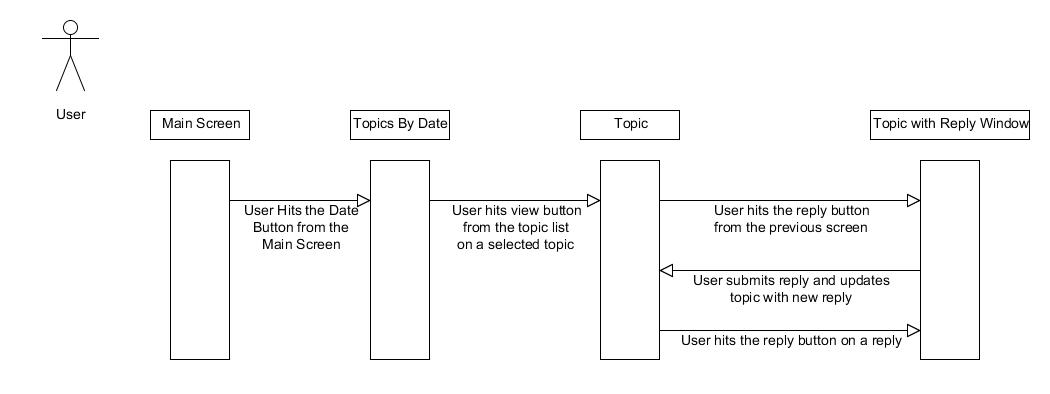 User
Main Screen
Topics By Date
Topic
Topic with Reply Window
User Hits the Date
Button from the
Main Screen
User hits view button
from the topic list
on a selected topic
User hits the reply button
from the previous screen
User submits reply and updates
topic with new reply
User hits the reply button on a reply